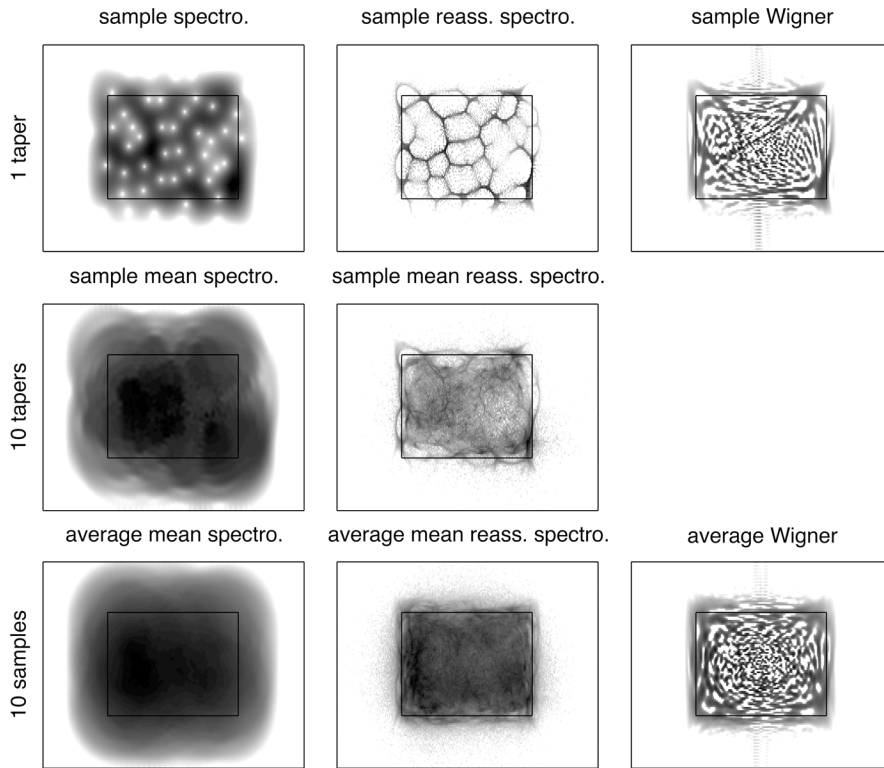 sample spectro.
sample reass. spectro.
sample Wigner
1 taper
sample mean spectro.
sample mean reass. spectro.
10 tapers
average mean spectro.
average mean reass. spectro.
average Wigner
10 samples